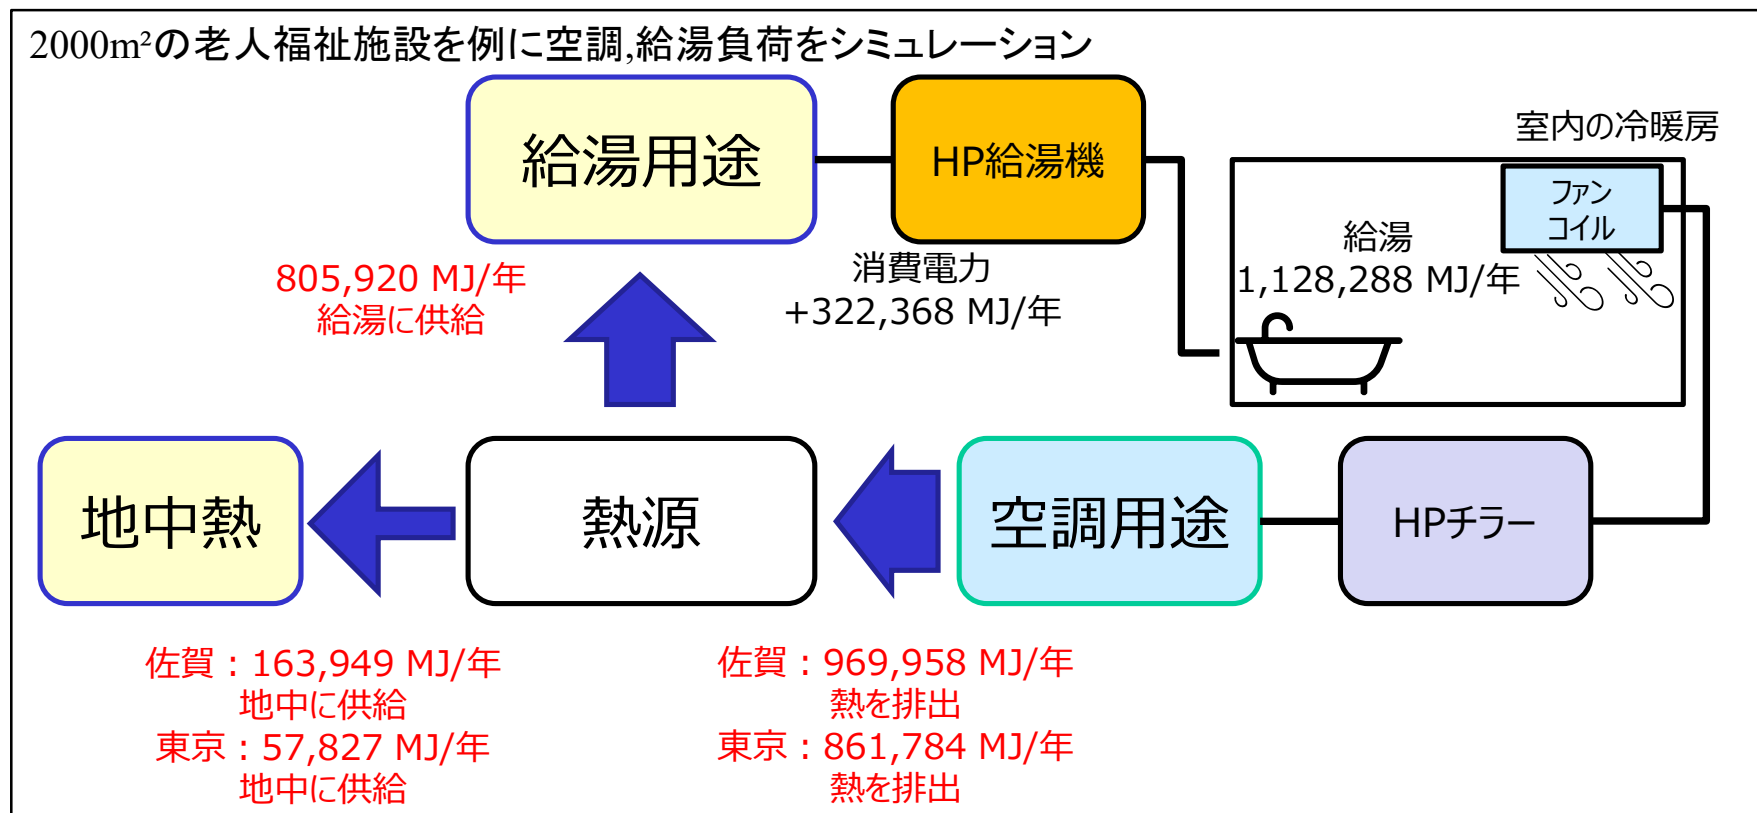 2000m²の老人福祉施設を例に空調,給湯負荷をシミュレーション
給湯用途
HP給湯機
室内の冷暖房
ファン
コイル
給湯
1,128,288 MJ/年
805,920 MJ/年
給湯に供給
消費電力
+322,368 MJ/年
地中熱
熱源
空調用途
HPチラー
佐賀：163,949 MJ/年
地中に供給
東京：57,827 MJ/年
地中に供給
佐賀：969,958 MJ/年
熱を排出
東京：861,784 MJ/年
熱を排出